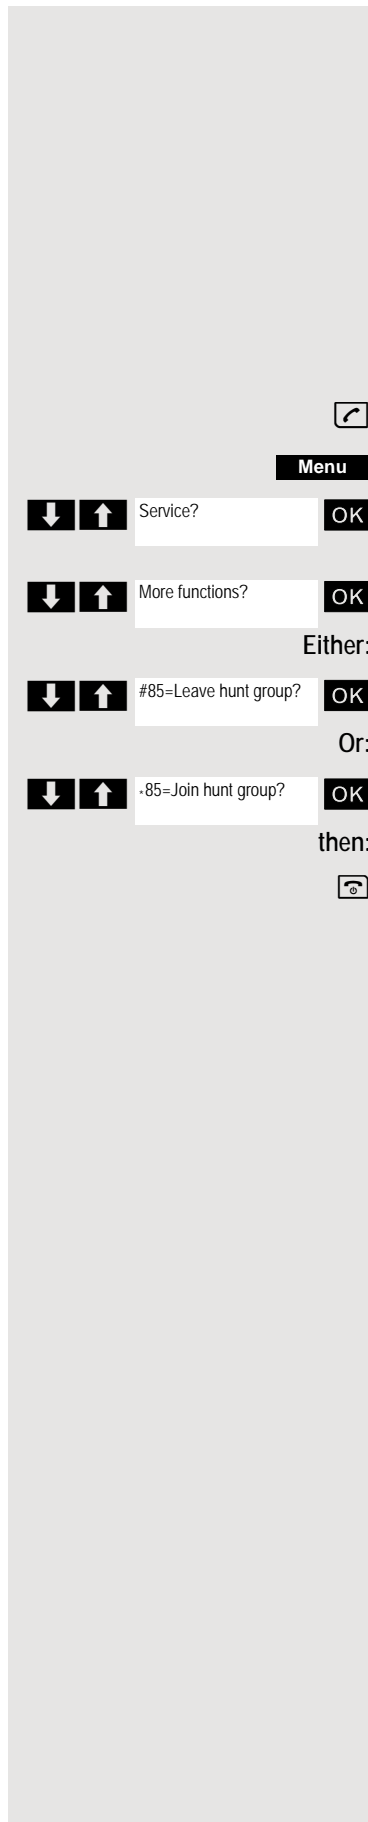 Menu
Service? OK
More functions? OK
Either:
#85=Leave hunt group? OK
Or:
*85=Join hunt group? OK
then: